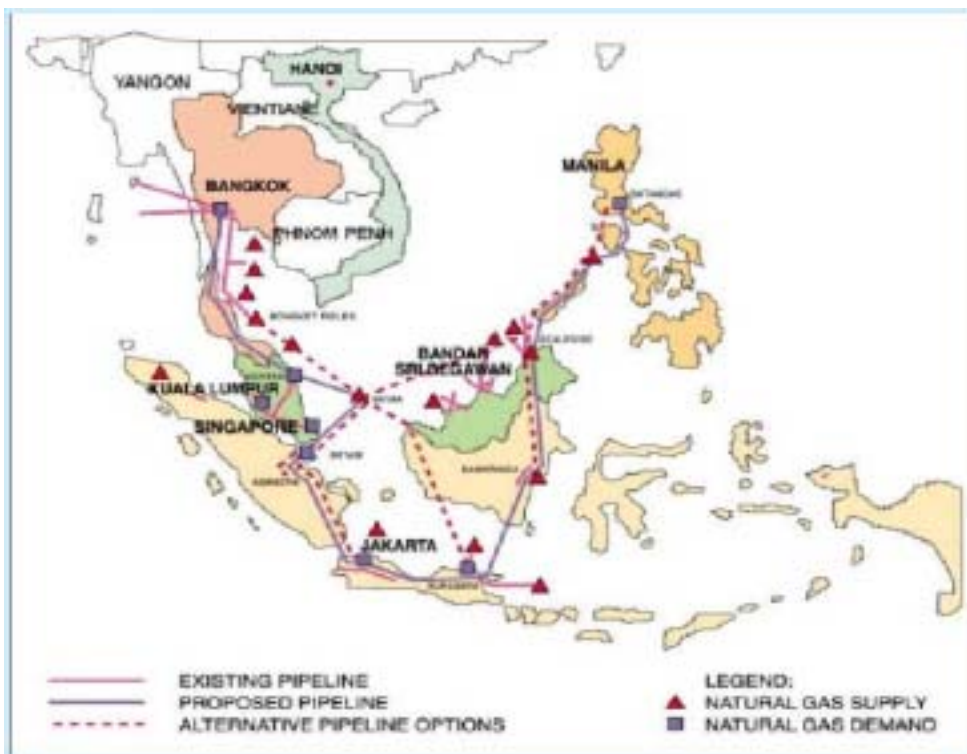 HANOI
YANGON
VIENTIANE
MANILA
BANGKOK
PHNOM PENH
BANDAR
SRI DEGAWAN
KUALA LUMPUR
SINGAPORE
JAKARTA
EXISTING PIPELINE
PROPOSED PIPELINE
ALTERNATIVE PIPELINE OPTIONS
LEGEND:
NATURAL GAS SUPPLY
NATURAL GAS DEMAND